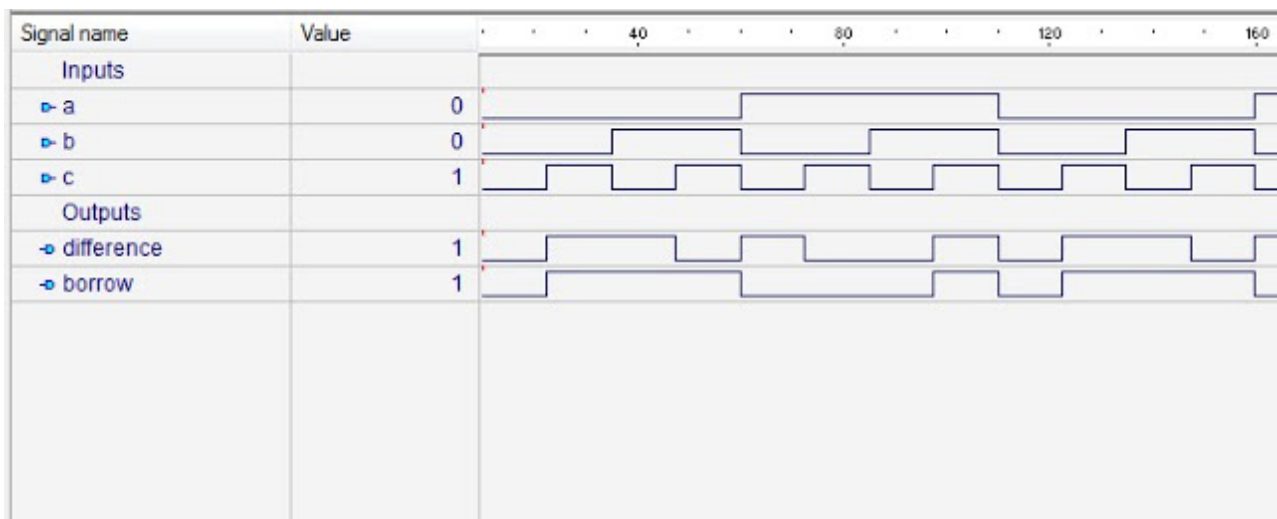 Signal name Value 40 80 120 160
Inputs
a 0
b 0
c 1
Outputs
difference 1
borrow 1